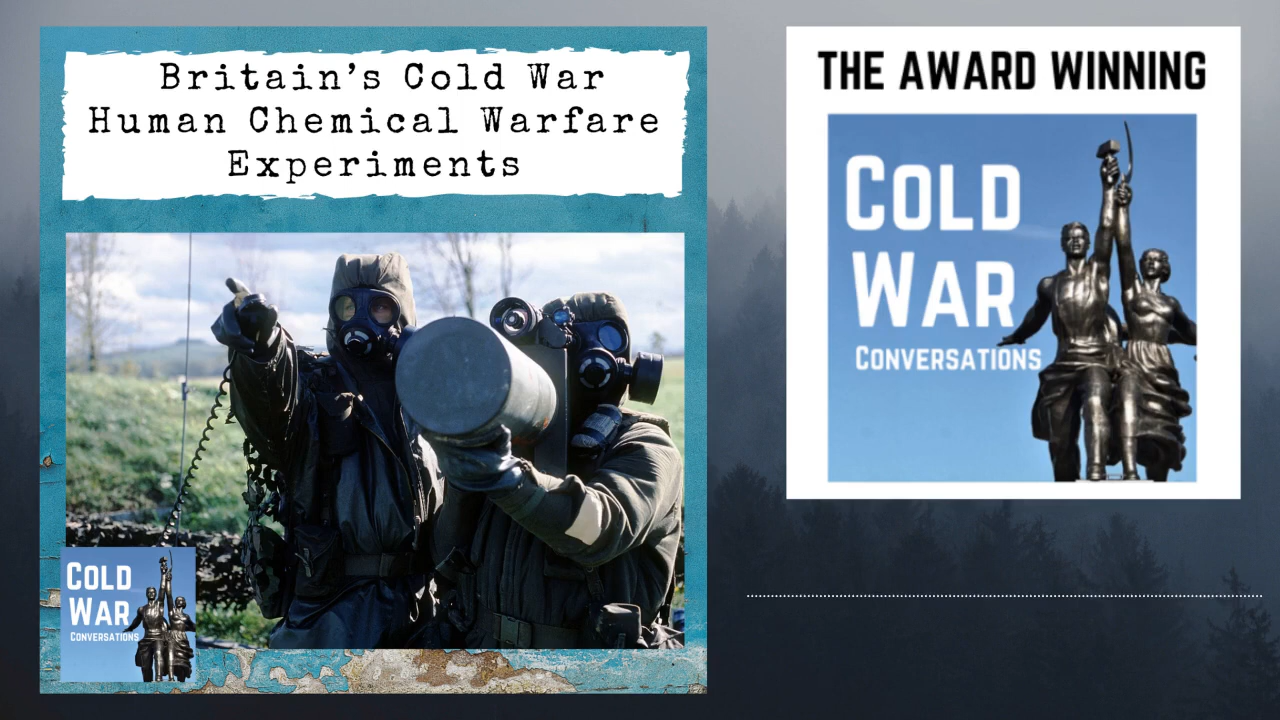 Britain's Cold War
Human Chemical Warfare
Experiments
COLD
WAR
CONVERSATIONS
THE AWARD WINNING
COLD
WAR
CONVERSATIONS